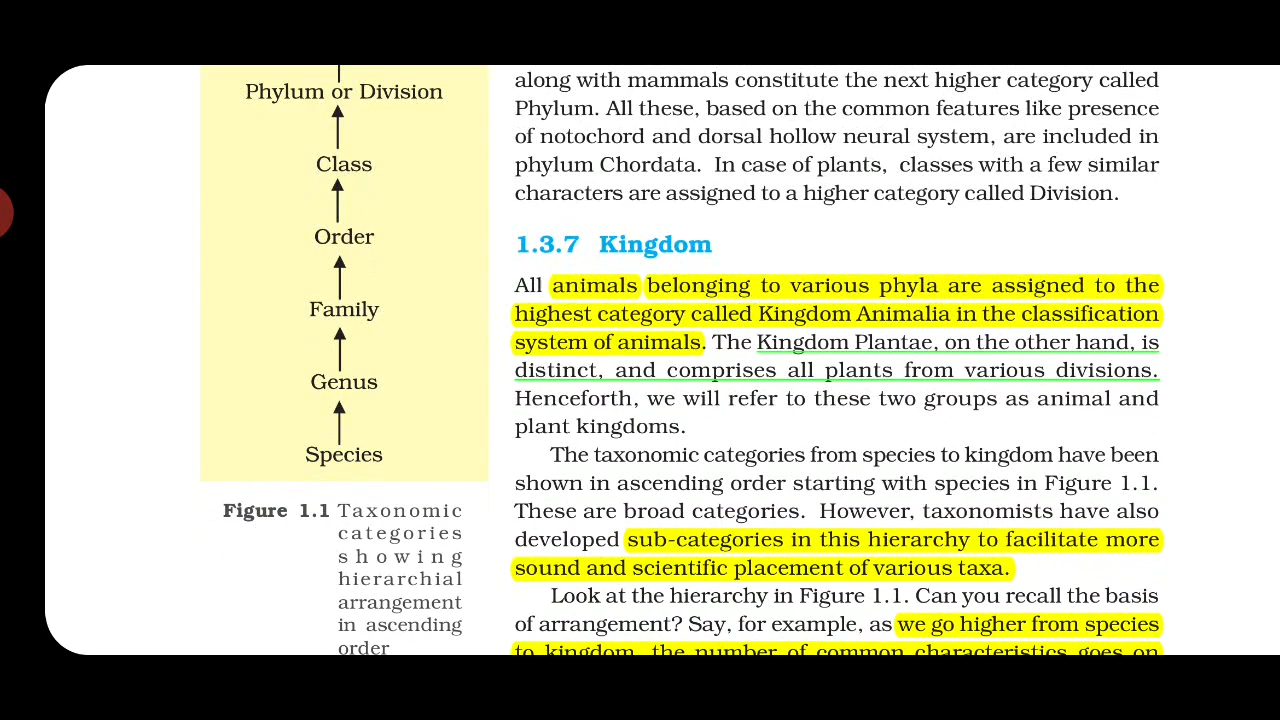 Phylum or Division
Class
Order
Family
Genus
Species
Figure 1.1 Taxonomic
categories
showing
hierarchial
arrangement
in ascending
order
along with mammals constitute the next higher category called
Phylum. All these, based on the common features like presence
of notochord and dorsal hollow neural system, are included in
phylum Chordata. In case of plants, classes with a few similar
characters are assigned to a higher category called Division.
1.3.7 Kingdom
All animals belonging to various phyla are assigned to the
highest category called Kingdom Animalia in the classification
system of animals. The Kingdom Plantae, on the other hand, is
distinct, and comprises all plants from various divisions.
Henceforth, we will refer to these two groups as animal and
plant kingdoms.
The taxonomic categories from species to kingdom have been
shown in ascending order starting with species in Figure 1.1.
These are broad categories. However, taxonomists have also
developed sub-categories in this hierarchy to facilitate more
sound and scientific placement of various taxa.
Look at the hierarchy in Figure 1.1. Can you recall the basis
of arrangement? Say, for example, as we go higher from species
to kingdom, the number of common characteristics goes on